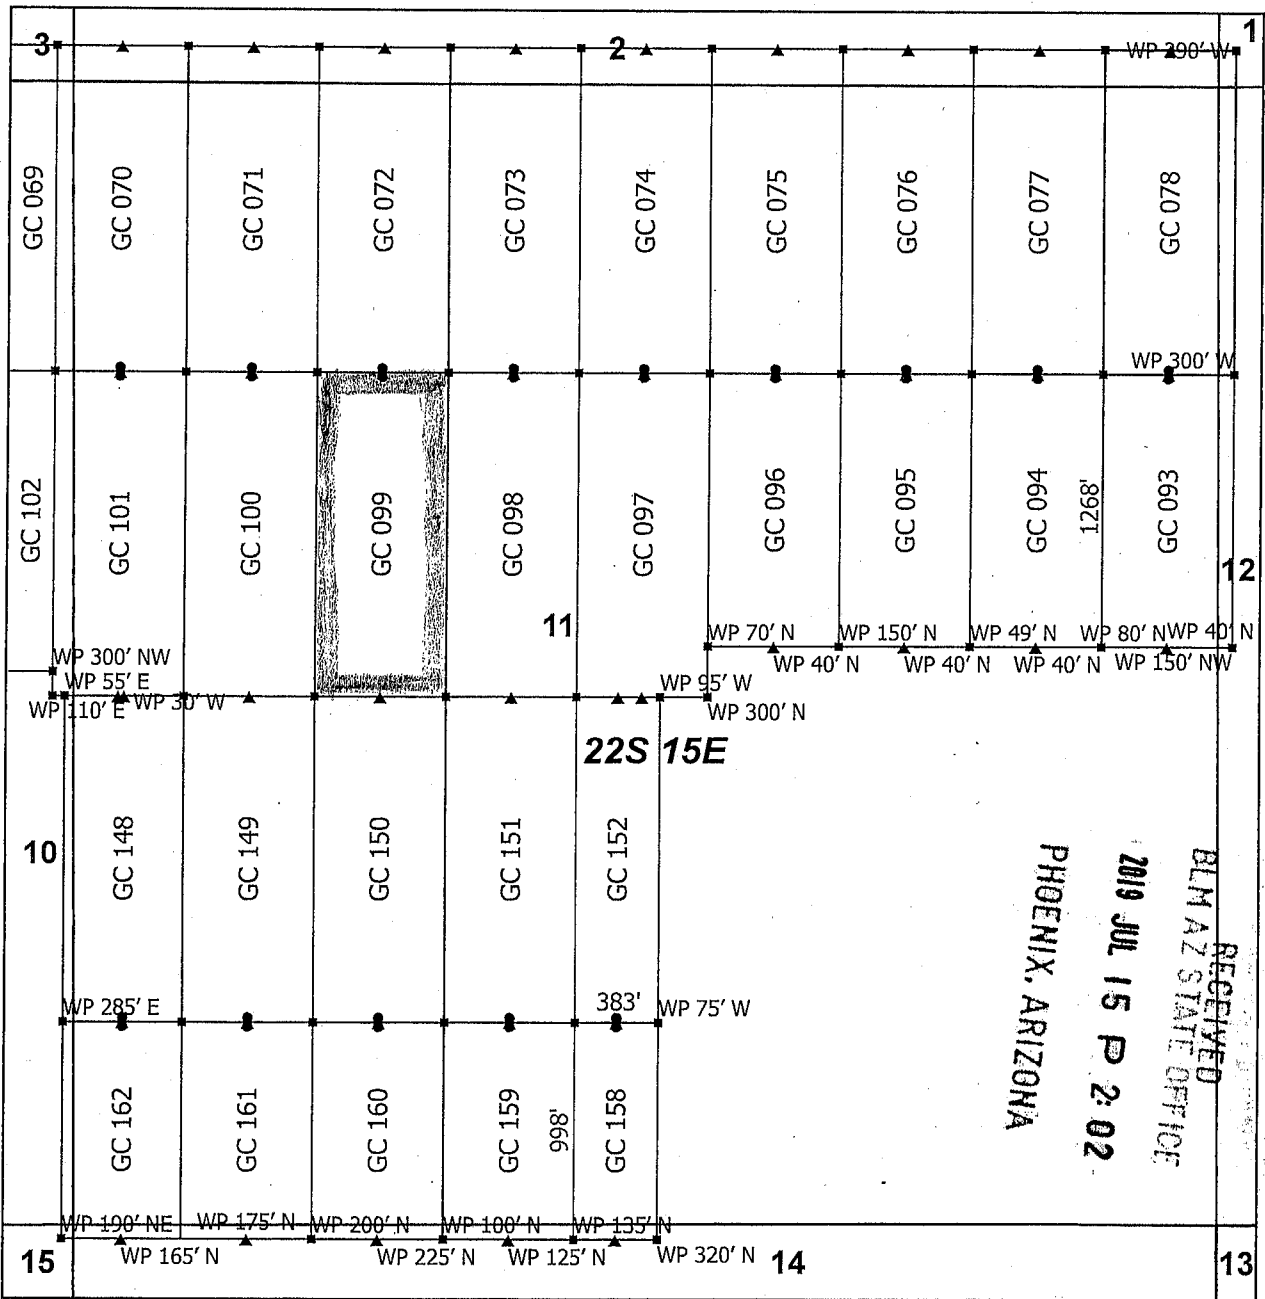 3
2
1
WP 290' W
GC 069
GC 070
GC 071
GC 072
GC 073
GC 074
GC 075
GC 076
GC 077
GC 078
WP 300' W
GC 102
GC 101
GC 100
GC 099
GC 098
GC 097
GC 096
GC 095
GC 094
1268'
GC 093
12
11
WP 70' N
WP 150' N
WP 49' N
WP 80' N
WP 40' N
WP 40' N
WP 40' N
WP 40' N
WP 150' NW
WP 300' NW
WP 55' E
WP 110' E
WP 30' W
WP 95' W
WP 300' N
22S 15E
10
GC 148
GC 149
GC 150
GC 151
GC 152
RECEIVED
BLM AZ STATE OFFICE
2019 JUL 15 P 2:02
PHOENIX, ARIZONA
WP 285' E
383'
WP 75' W
GC 162
GC 161
GC 160
GC 159
998'
GC 158
WP 190' NE
WP 175' N
WP 200' N
WP 100' N
WP 135' N
WP 165' N
WP 225' N
WP 125' N
WP 320' N
15
14
13